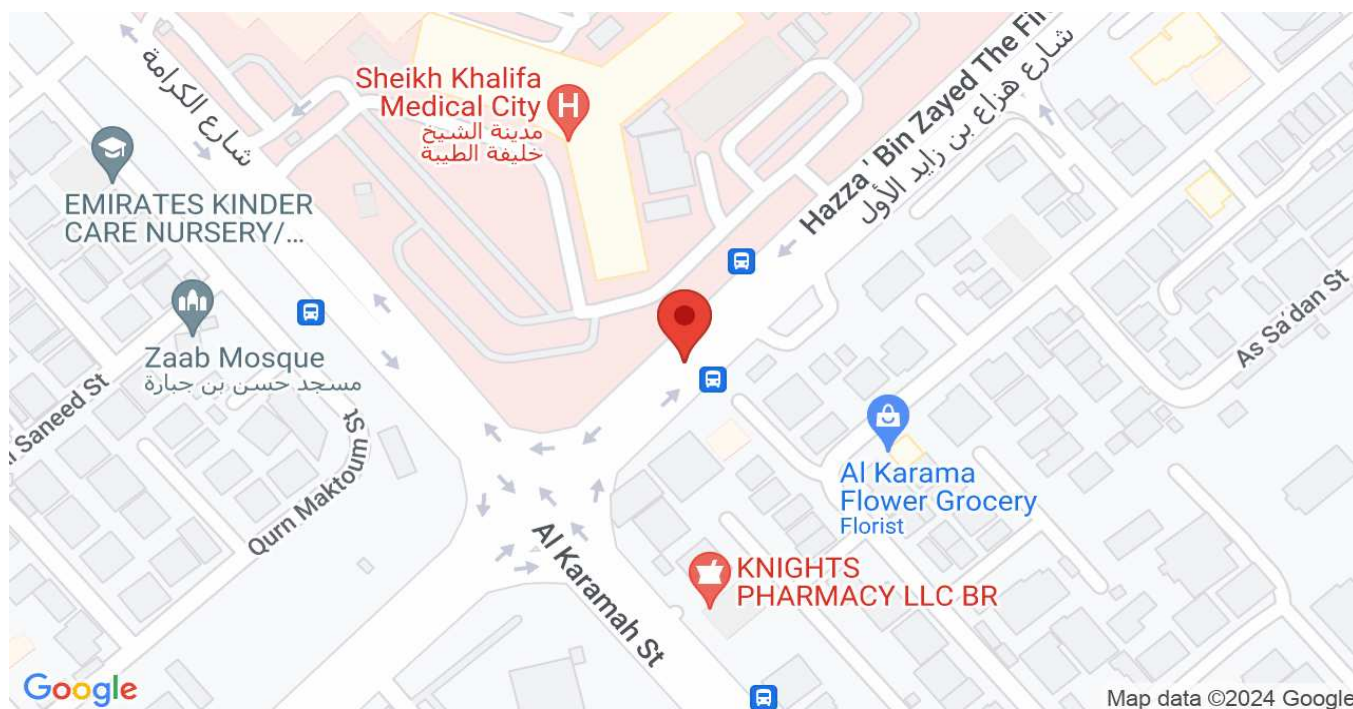 شارع الكرامة
Sheikh Khalifa
Medical City
H
مدينة الشيخ
خليفة الطبية
Hazza' Bin Zayed The Fir
شارع هزاع بن زايد الأول
EMIRATES KINDER
CARE NURSERY/...
Zaab Mosque
مسجد حسن بن جبارة
Saneed St
Qurn Maktoum St
As Sa'dan St
Al Karama
Flower Grocery
Florist
Al Karamah St
KNIGHTS
PHARMACY LLC BR
Google
Map data ©2024 Google